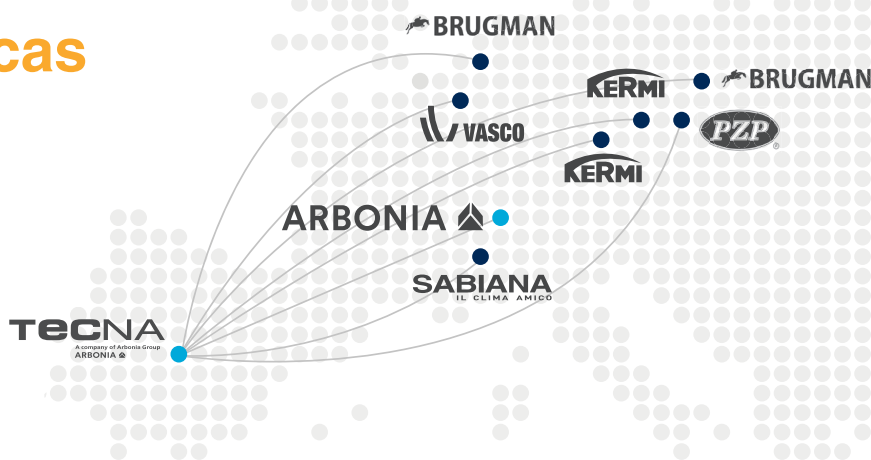 cas
BRUGMAN
KERMI
BRUGMAN
VASCO
PZP
®
KERMI
ARBONIA
SABIANA
IL CLIMA AMICO
TECNA
A company of Arbonia Group
ARBONIA